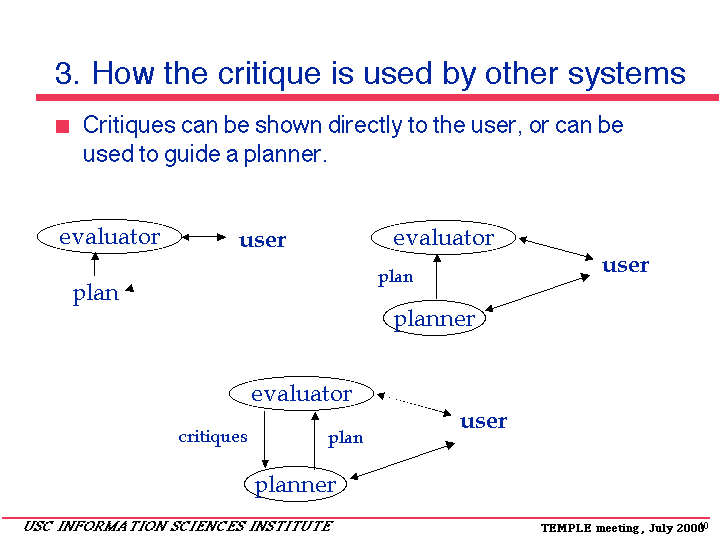 3. How the critique is used by other systems
Critiques can be shown directly to the user, or can be
used to guide a planner.
evaluator
user
plan
evaluator
plan
user
planner
evaluator
critiques
plan
user
planner
USC INFORMATION SCIENCES INSTITUTE
TEMPLE meeting, July 2000